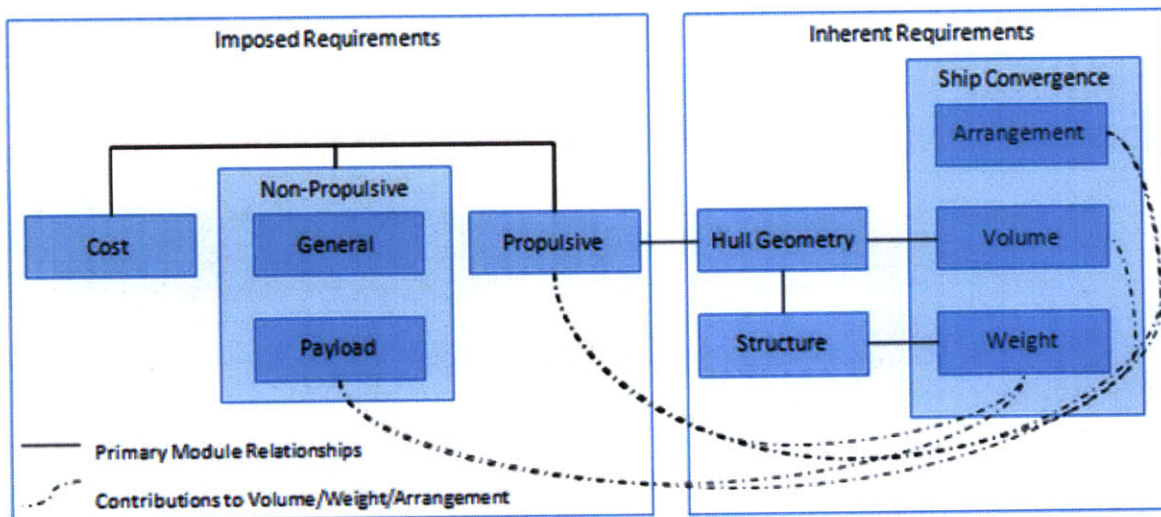 Imposed Requirements
Cost
Non-Propulsive
General
Payload
Propulsive
Primary Module Relationships
Contributions to Volume/Weight/Arrangement
Inherent Requirements
Hull Geometry
Structure
Ship Convergence
Arrangement
Volume
Weight